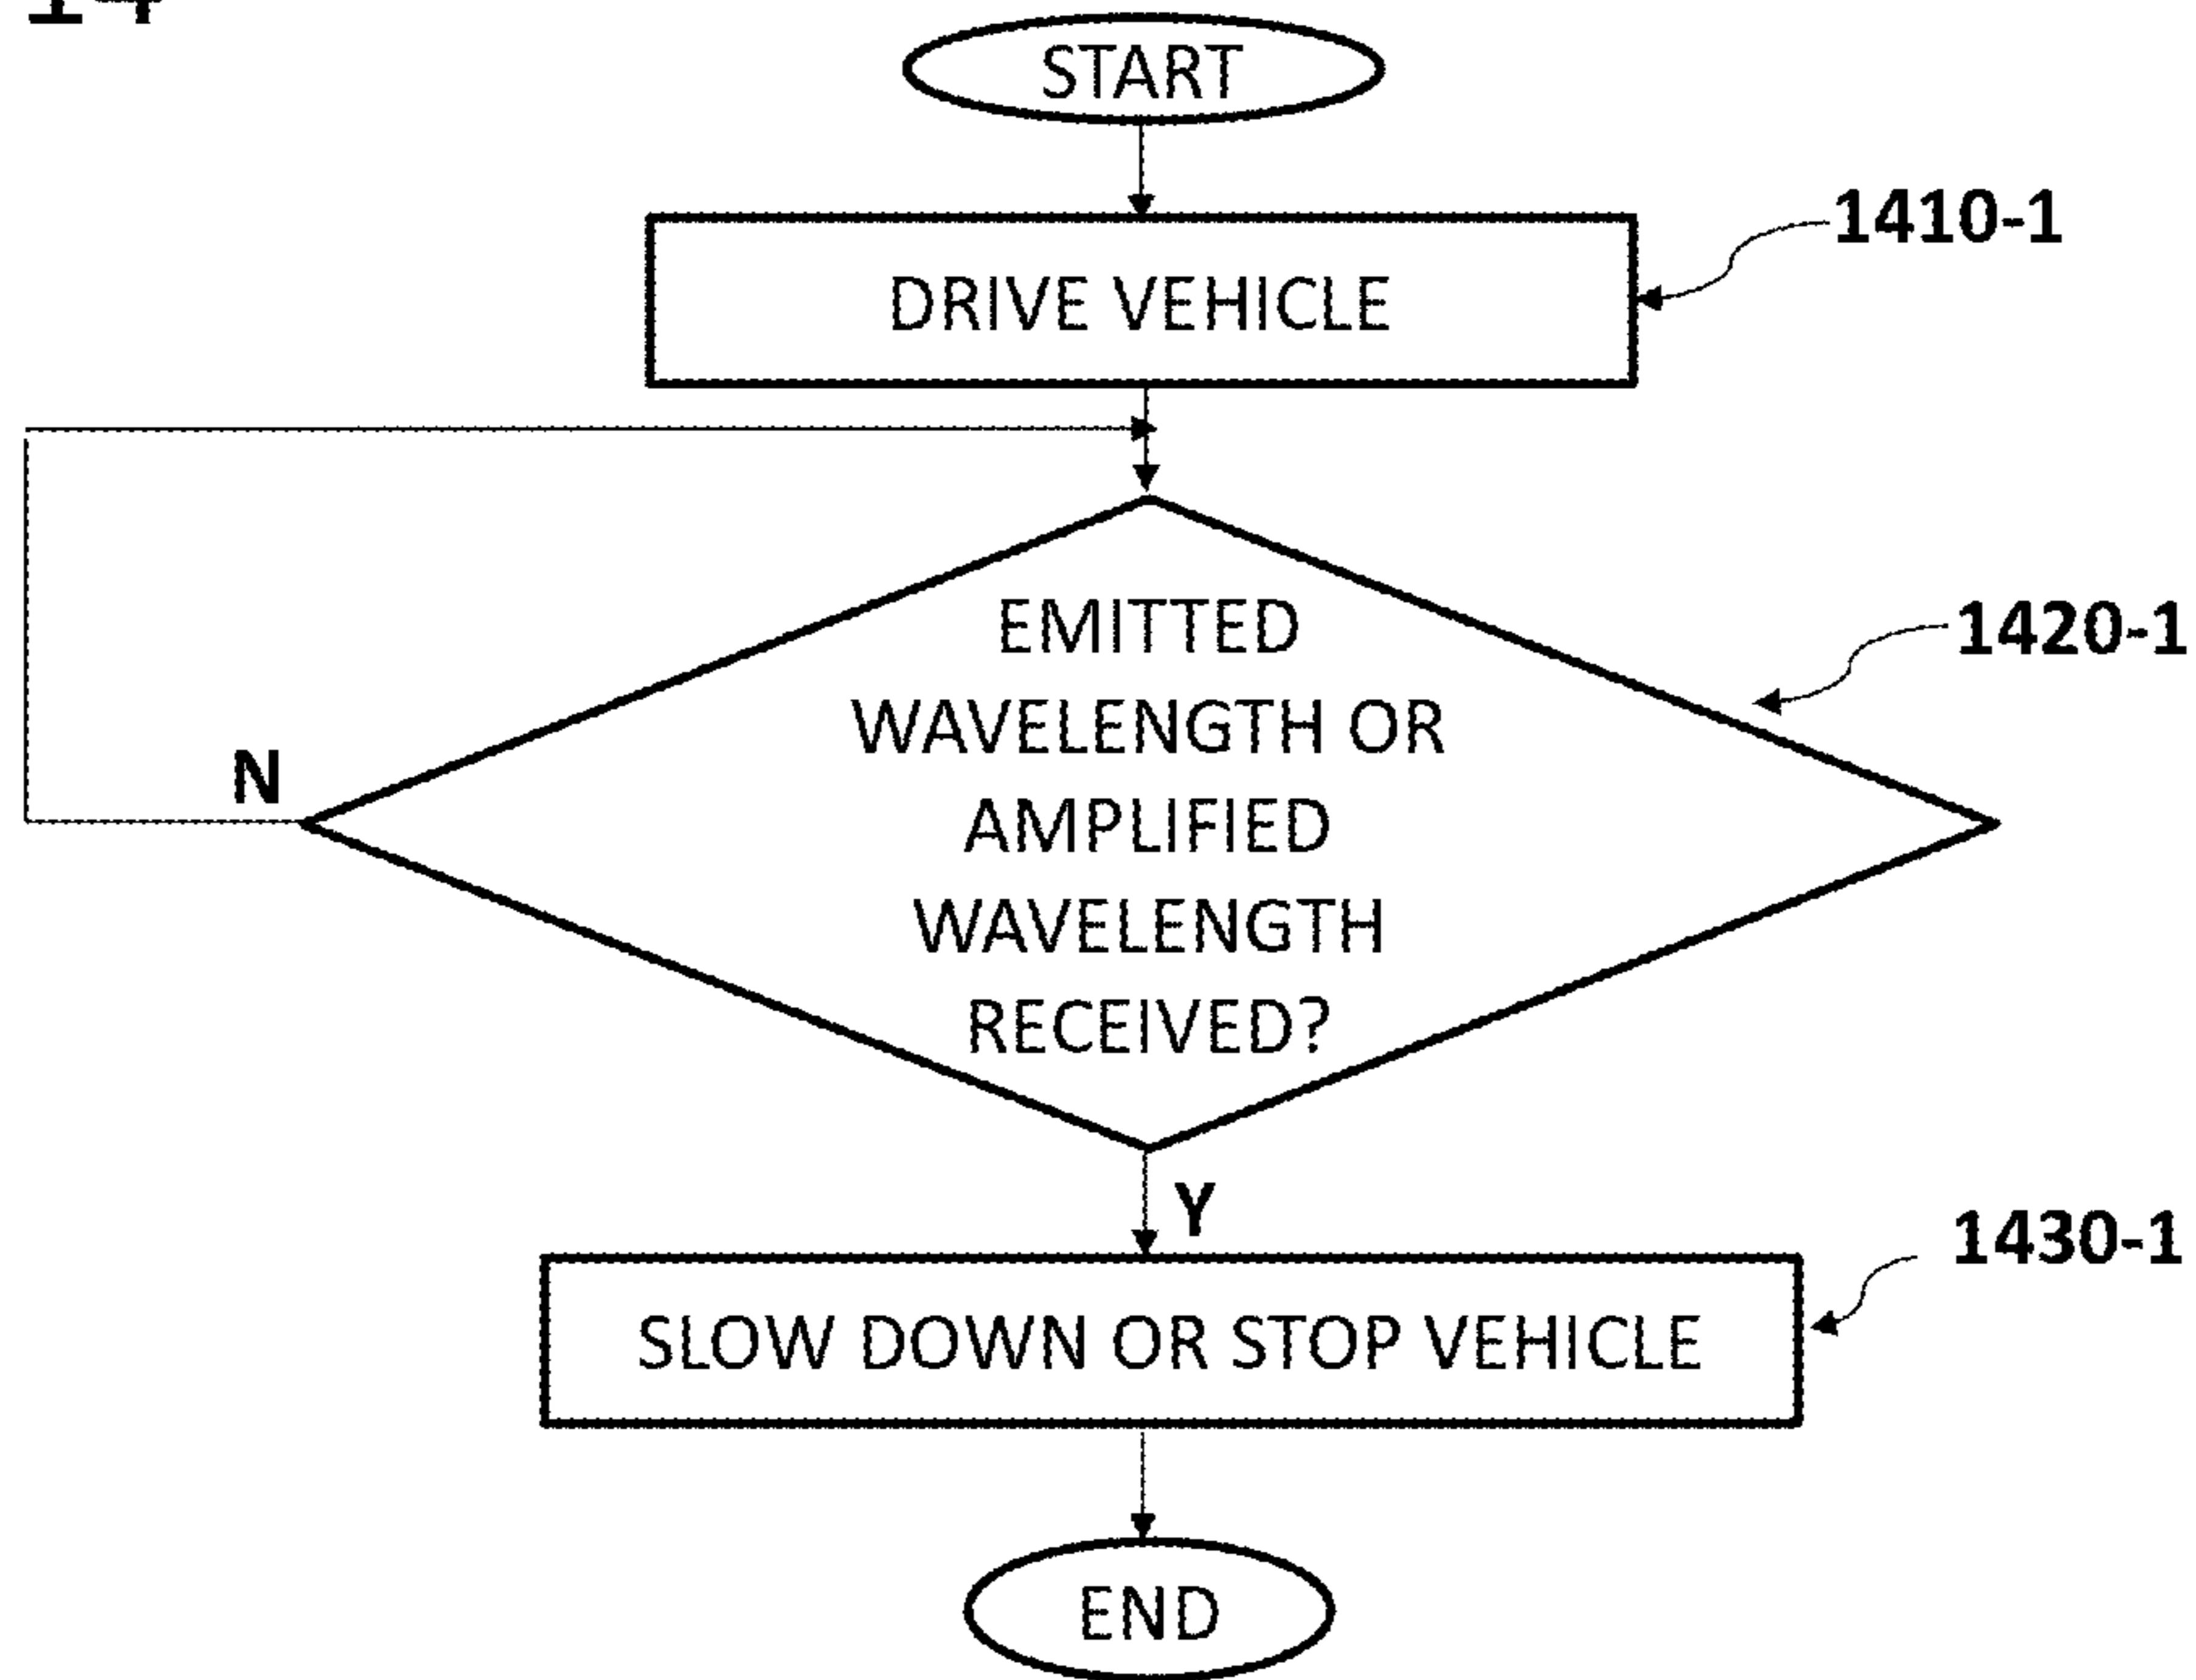 14
START
1410-1
DRIVE VEHICLE
1420-1
EMITTED
WAVELENGTH OR
AMPLIFIED
WAVELENGTH
RECEIVED?
N
Y
1430-1
SLOW DOWN OR STOP VEHICLE
END